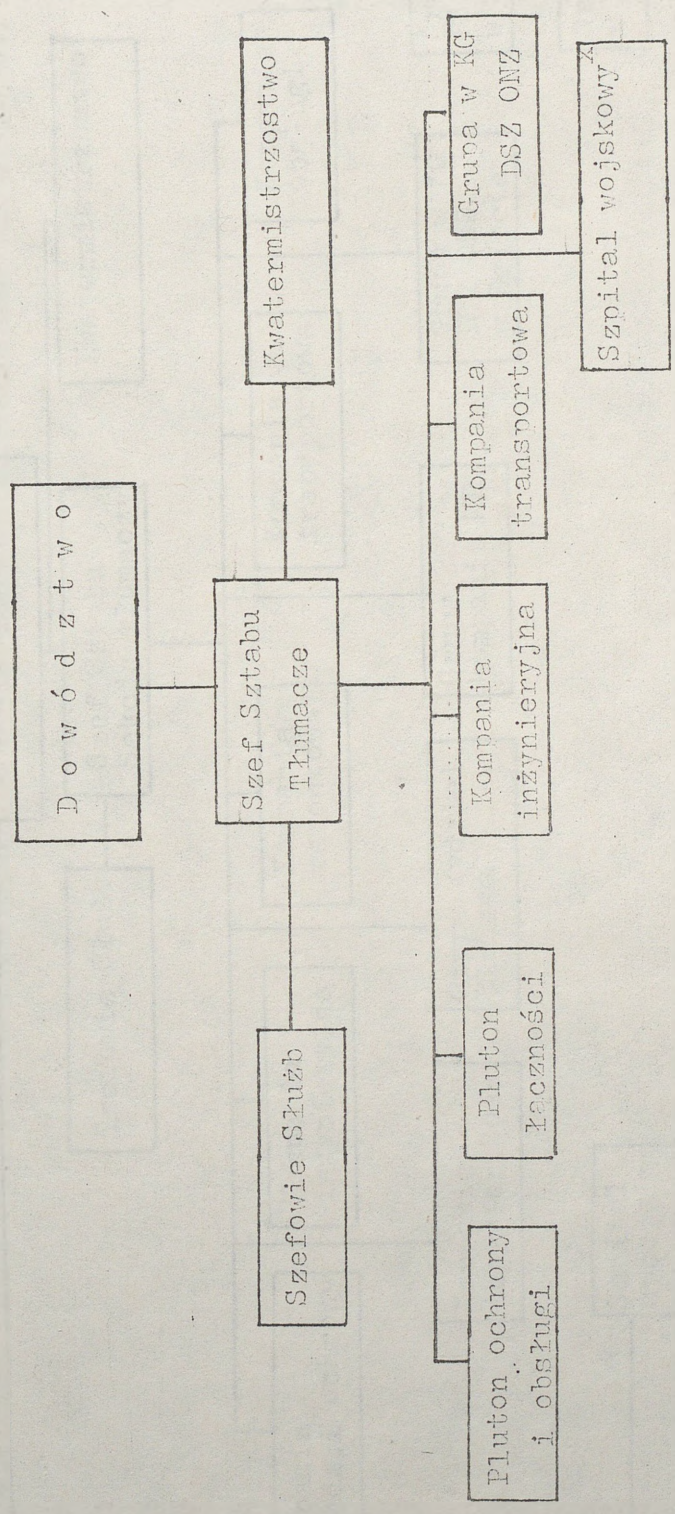 D o w ó d z t w o
Szefowie Służb
Szef Sztabu
Tłumacze
Kwatermistrzostwo
Pluton ochrony
i obsługi
Pluton
łączności
Kompania
inżynieryjna
Kompania
transportowa
Grupa w KG
DSZ ONZ
Szpital wojskowy x